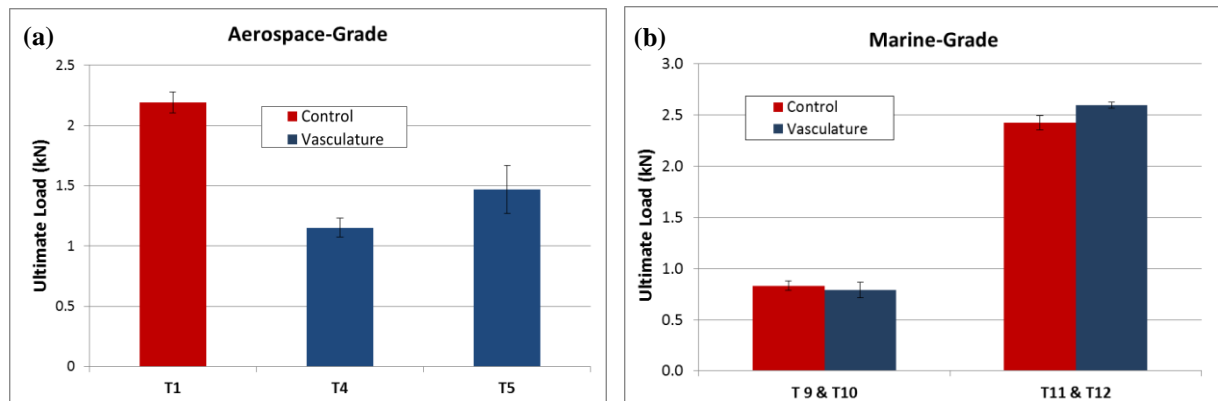 (a)
Aerospace-Grade
Ultimate Load (kN)
2.5
2
1.5
1
0.5
0
Control
Vasculature
T1
T4
T5
(b)
Marine-Grade
Ultimate Load (kN)
3.0
2.5
2.0
1.5
1.0
0.5
0.0
Control
Vasculature
T 9 & T10
T11 & T12